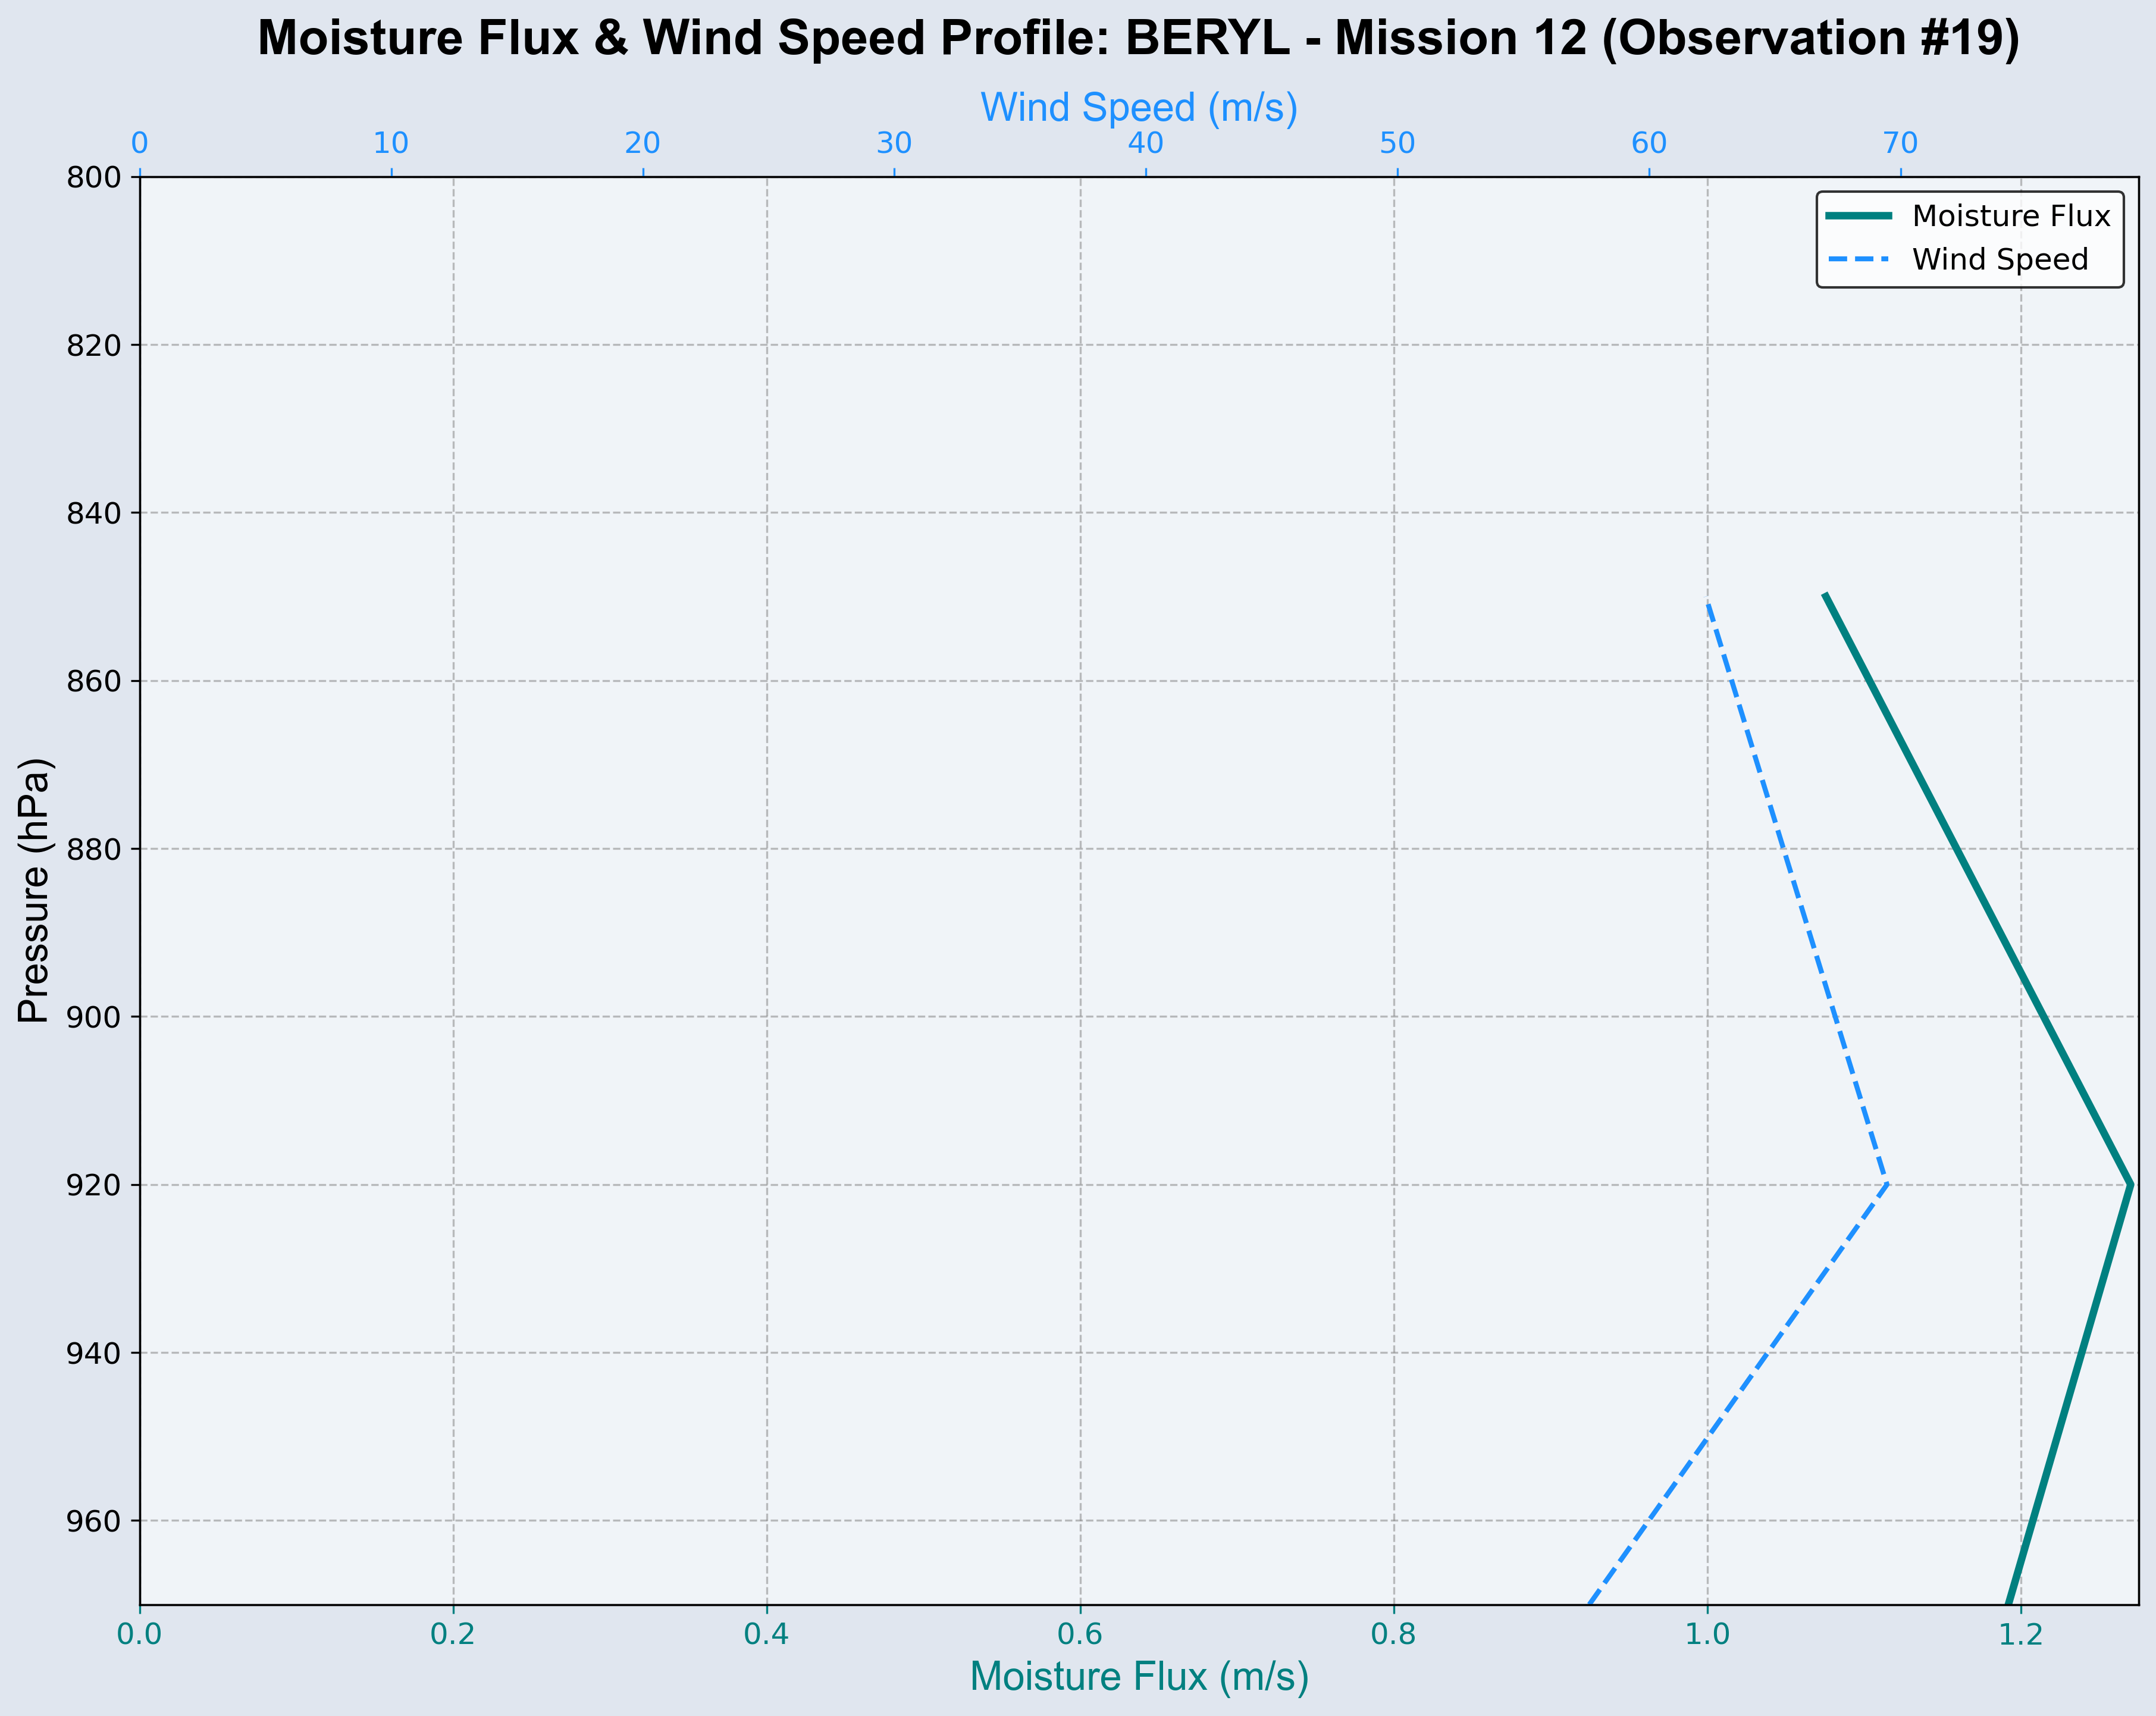 Moisture Flux & Wind Speed Profile: BERYL - Mission 12 (Observation #19)
Wind Speed (m/s)
0 10 20 30 40 50 60 70
Moisture Flux
Wind Speed
Pressure (hPa)
800
820
840
860
880
900
920
940
960
0.0 0.2 0.4 0.6 0.8 1.0 1.2
Moisture Flux (m/s)